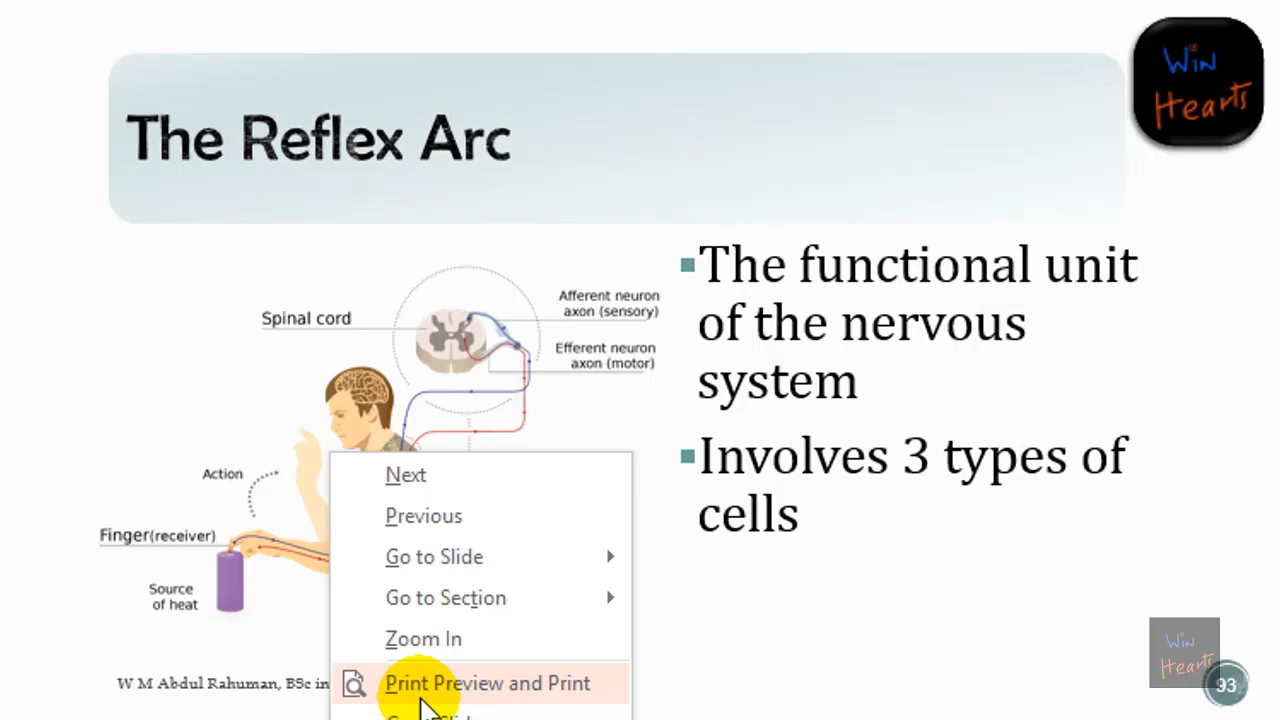 Win
Hearts
The Reflex Arc
Spinal cord
Afferent neuron
axon (sensory)
Efferent neuron
axon (motor)
Action
Finger(receiver)
Source
of heat
▪The functional unit
of the nervous
system
▪Involves 3 types of
cells
Next
Previous
Go to Slide
Go to Section
Zoom In
Print Preview and Print
W M Abdul Rahuman, BSc in
Win
Hearts
93